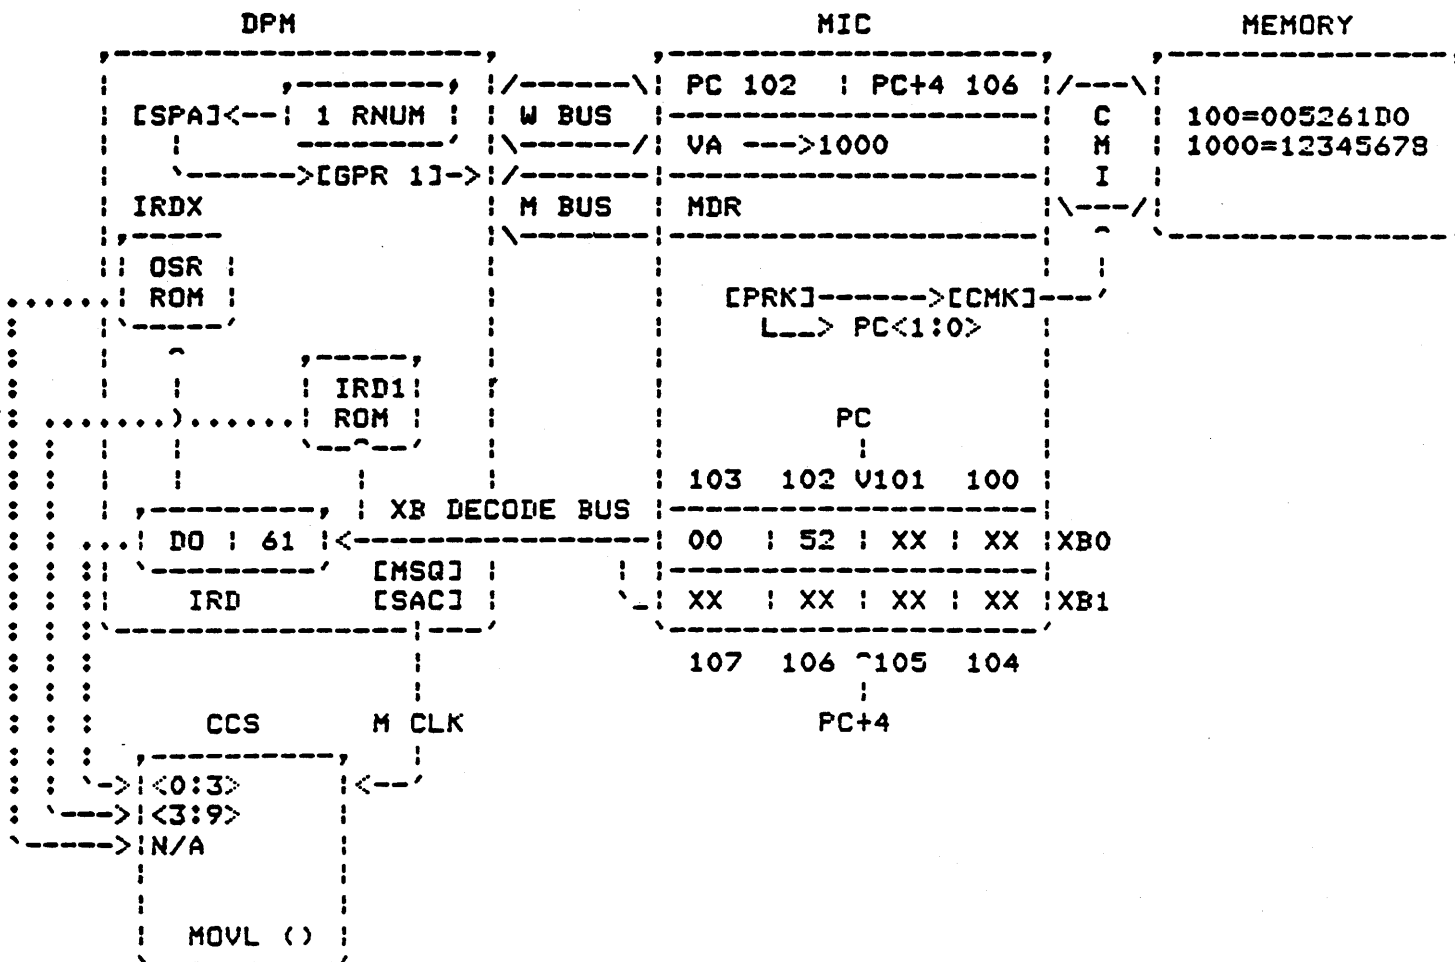 DPM MIC MEMORY
PC 102 PC+4 106
[SPA]<-- 1 RNUM W BUS C 100=005261D0
VA --->1000 M 1000=12345678
>[GPR 1]-> I
IRDX M BUS MDR
OSR
ROM [PRK]------>[CMK]
L__> PC<1:0>
IRD1
ROM PC
103 102 V101 100
XB DECODE BUS
D0 61 00 52 XX XX XB0
[MSQ]
IRD [SAC] XX XX XX XX XB1
107 106 ^105 104
CCS M CLK PC+4
<0:3>
<3:9>
N/A
MOVL ()